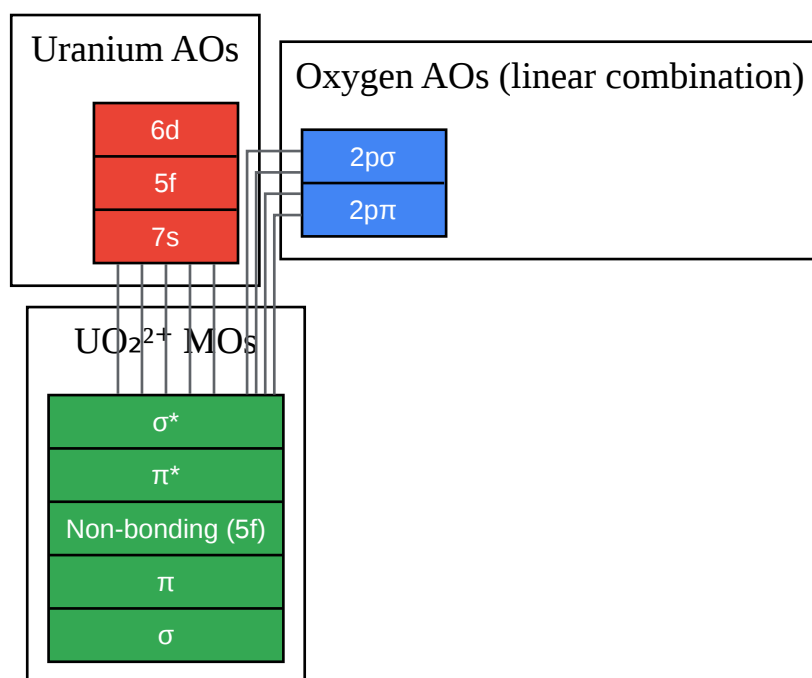 Uranium AOs
6d
5f
7s
Oxygen AOs (linear combination)
2pσ
2pπ
UO₂²⁺ MOs
σ*
π*
Non-bonding (5f)
π
σ